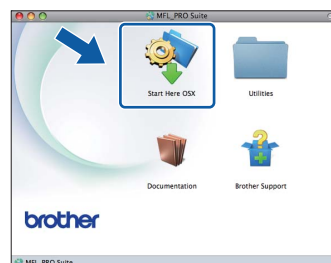 MFL_PRO Suite
Start Here OSX
Utilities
Documentation
Brother Support
brother
MFL_PRO Suite